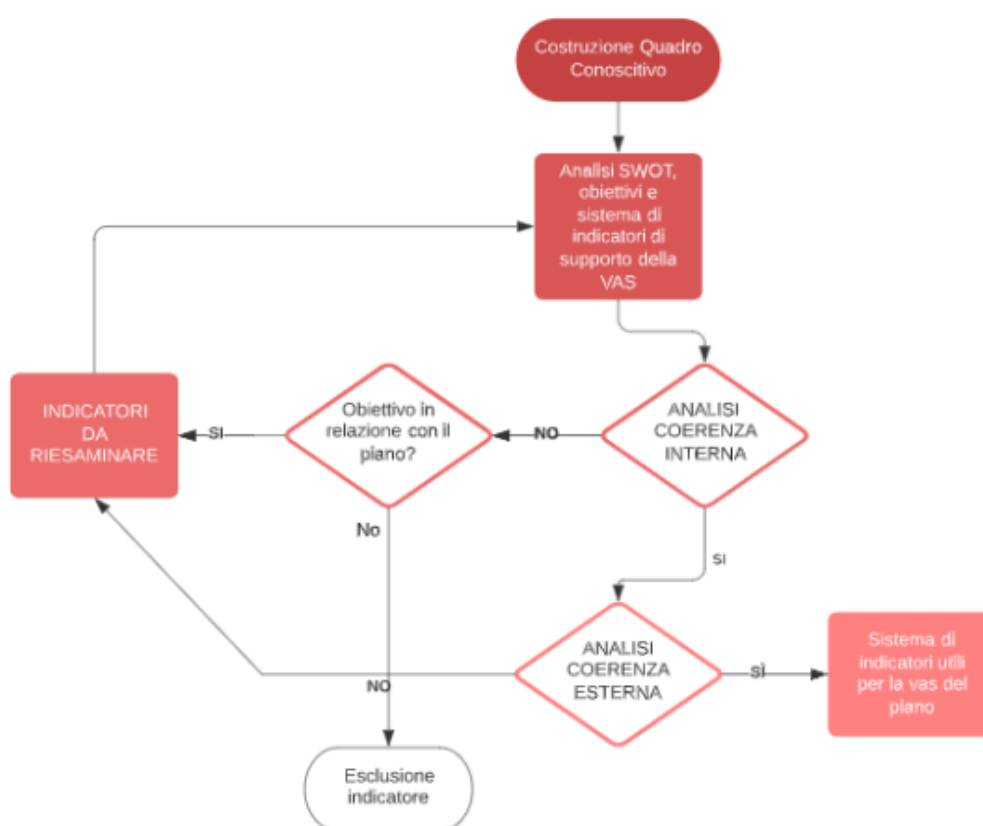 Costruzione Quadro
Conoscitivo
Analisi SWOT,
obiettivi e
sistema di
indicatori di
supporto della
VAS
INDICATORI
DA
RIESAMINARE
SI
Obiettivo in
relazione con il
piano?
NO
ANALISI
COERENZA
INTERNA
No
SI
ANALISI
COERENZA
ESTERNA
NO
SÌ
Sistema di
indicatori utili
per la vas del
piano
Esclusione
indicatore